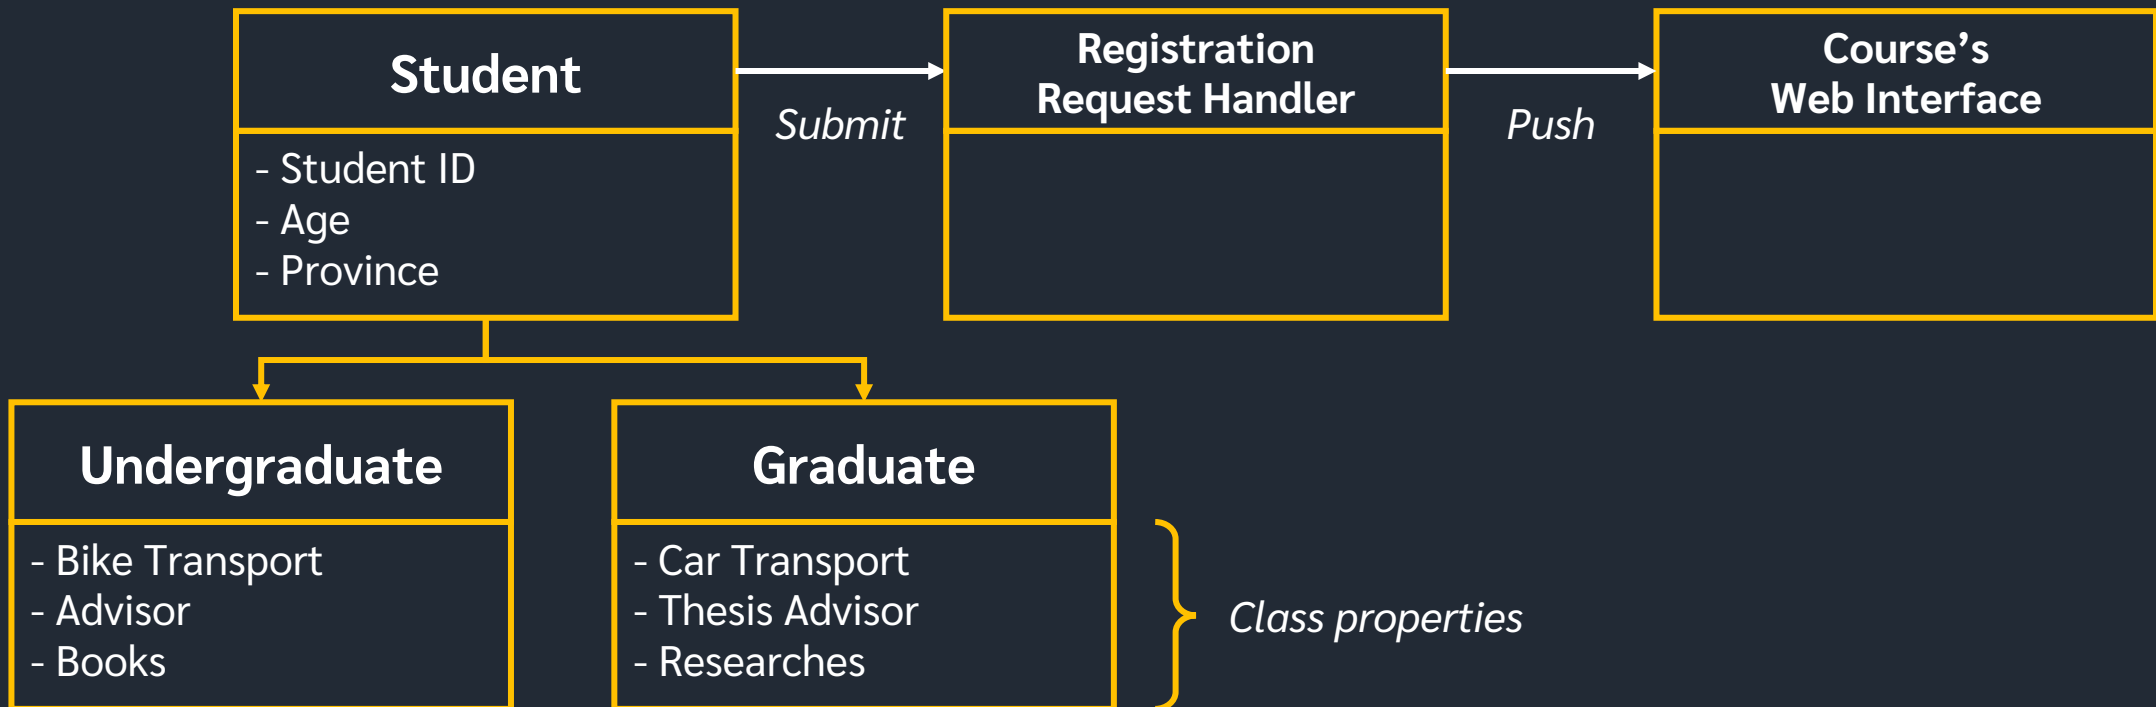 Student
- Student ID
- Age
- Province
Submit
Registration
Request Handler
Push
Course’s
Web Interface
Undergraduate
- Bike Transport
- Advisor
- Books
Graduate
- Car Transport
- Thesis Advisor
- Researches
Class properties